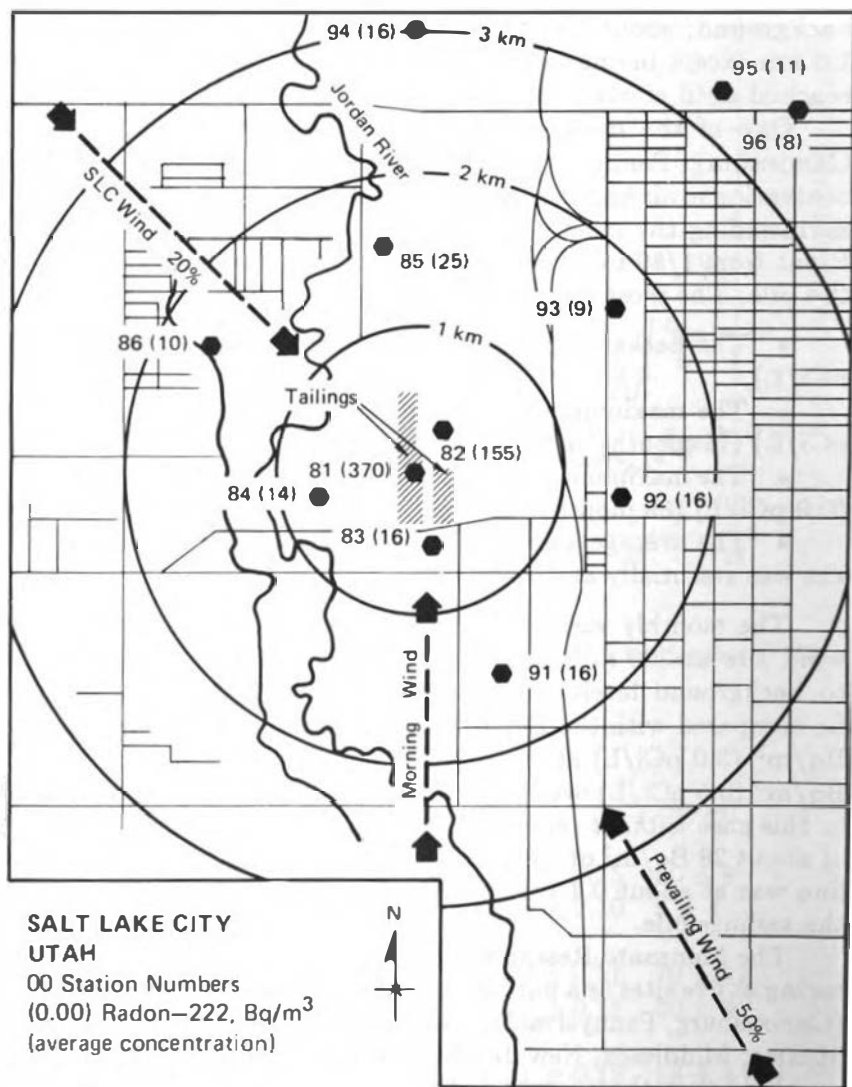 94 (16)
3 km
95 (11)
96 (8)
Jordan River
SLC Wind 20%
2 km
85 (25)
93 (9)
86 (10)
1 km
Tailings
82 (155)
81 (370)
84 (14)
92 (16)
83 (16)
91 (16)
Morning Wind
Prevailing Wind 50%
SALT LAKE CITY
UTAH
00 Station Numbers
(0.00) Radon—222, Bq/m³
(average concentration)
N